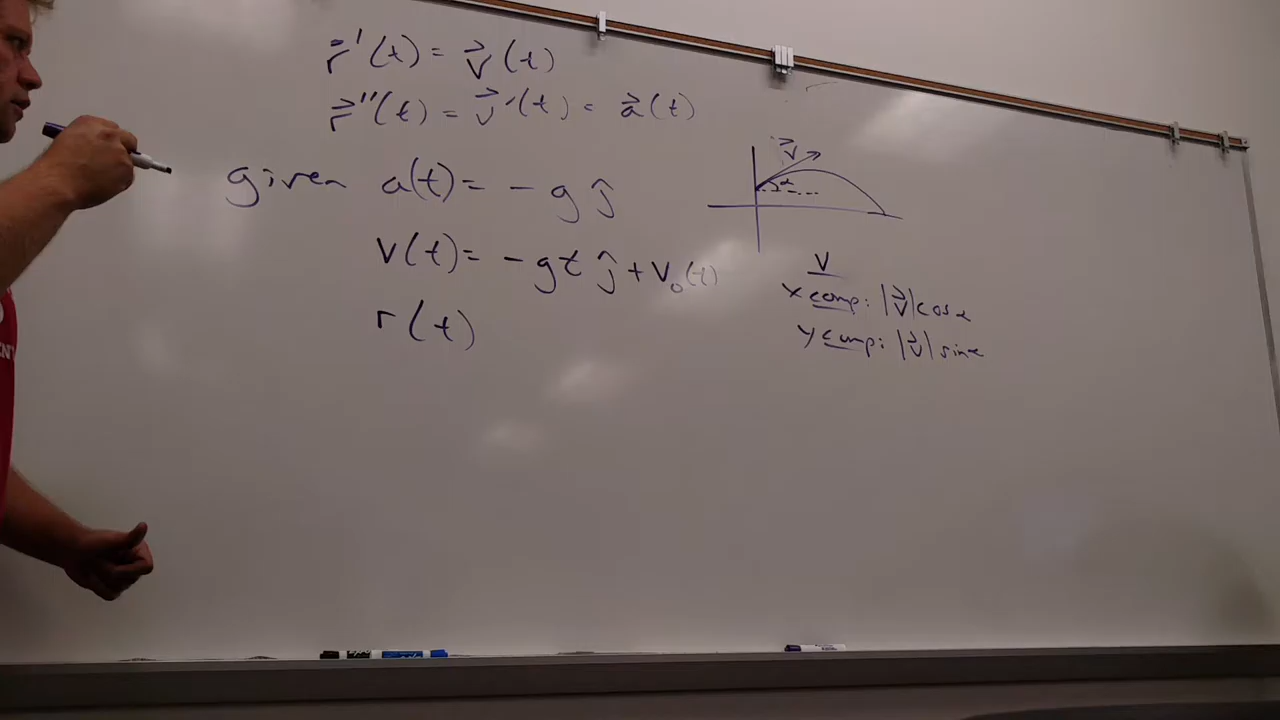 r⃗'(t) = v⃗(t)
r⃗''(t) = v⃗'(t) = a⃗(t)
given a(t) = -g ĵ
v(t) = -gt ĵ + v₀(t)
r(t)
v⃗
α
V
x comp: |v⃗| cos α
y comp: |v⃗| sin α